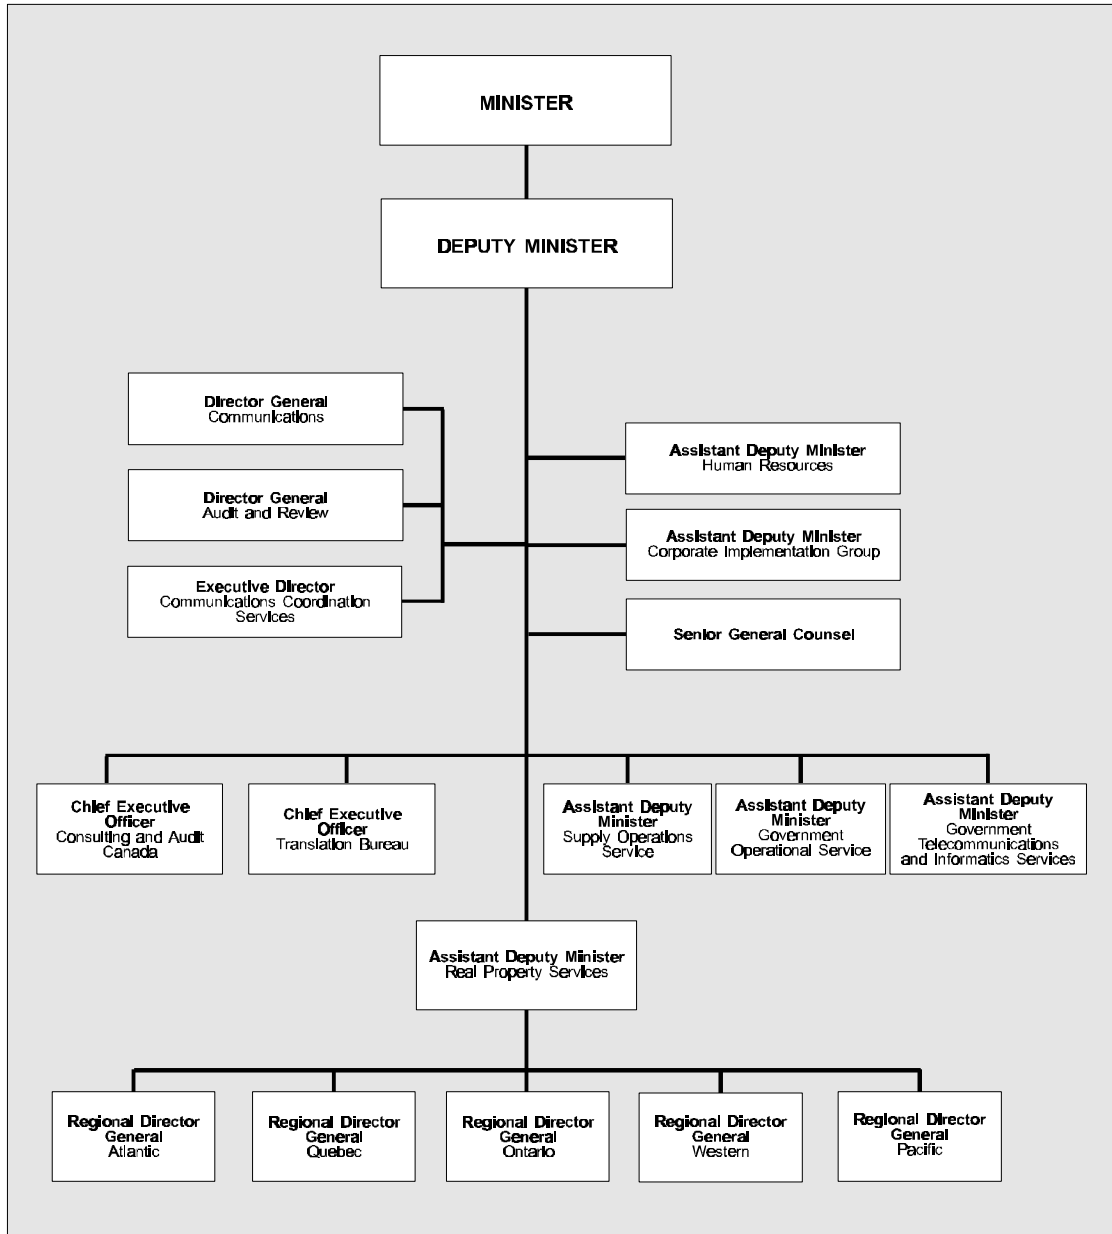 MINISTER
DEPUTY MINISTER
Director General
Communications
Director General
Audit and Review
Executive Director
Communications Coordination
Services
Assistant Deputy Minister
Human Resources
Assistant Deputy Minister
Corporate Implementation Group
Senior General Counsel
Chief Executive
Officer
Consulting and Audit
Canada
Chief Executive
Officer
Translation Bureau
Assistant Deputy
Minister
Supply Operations
Service
Assistant Deputy
Minister
Government
Operational Service
Assistant Deputy
Minister
Government
Telecommunications
and Informatics Services
Assistant Deputy Minister
Real Property Services
Regional Director
General
Atlantic
Regional Director
General
Quebec
Regional Director
General
Ontario
Regional Director
General
Western
Regional Director
General
Pacific